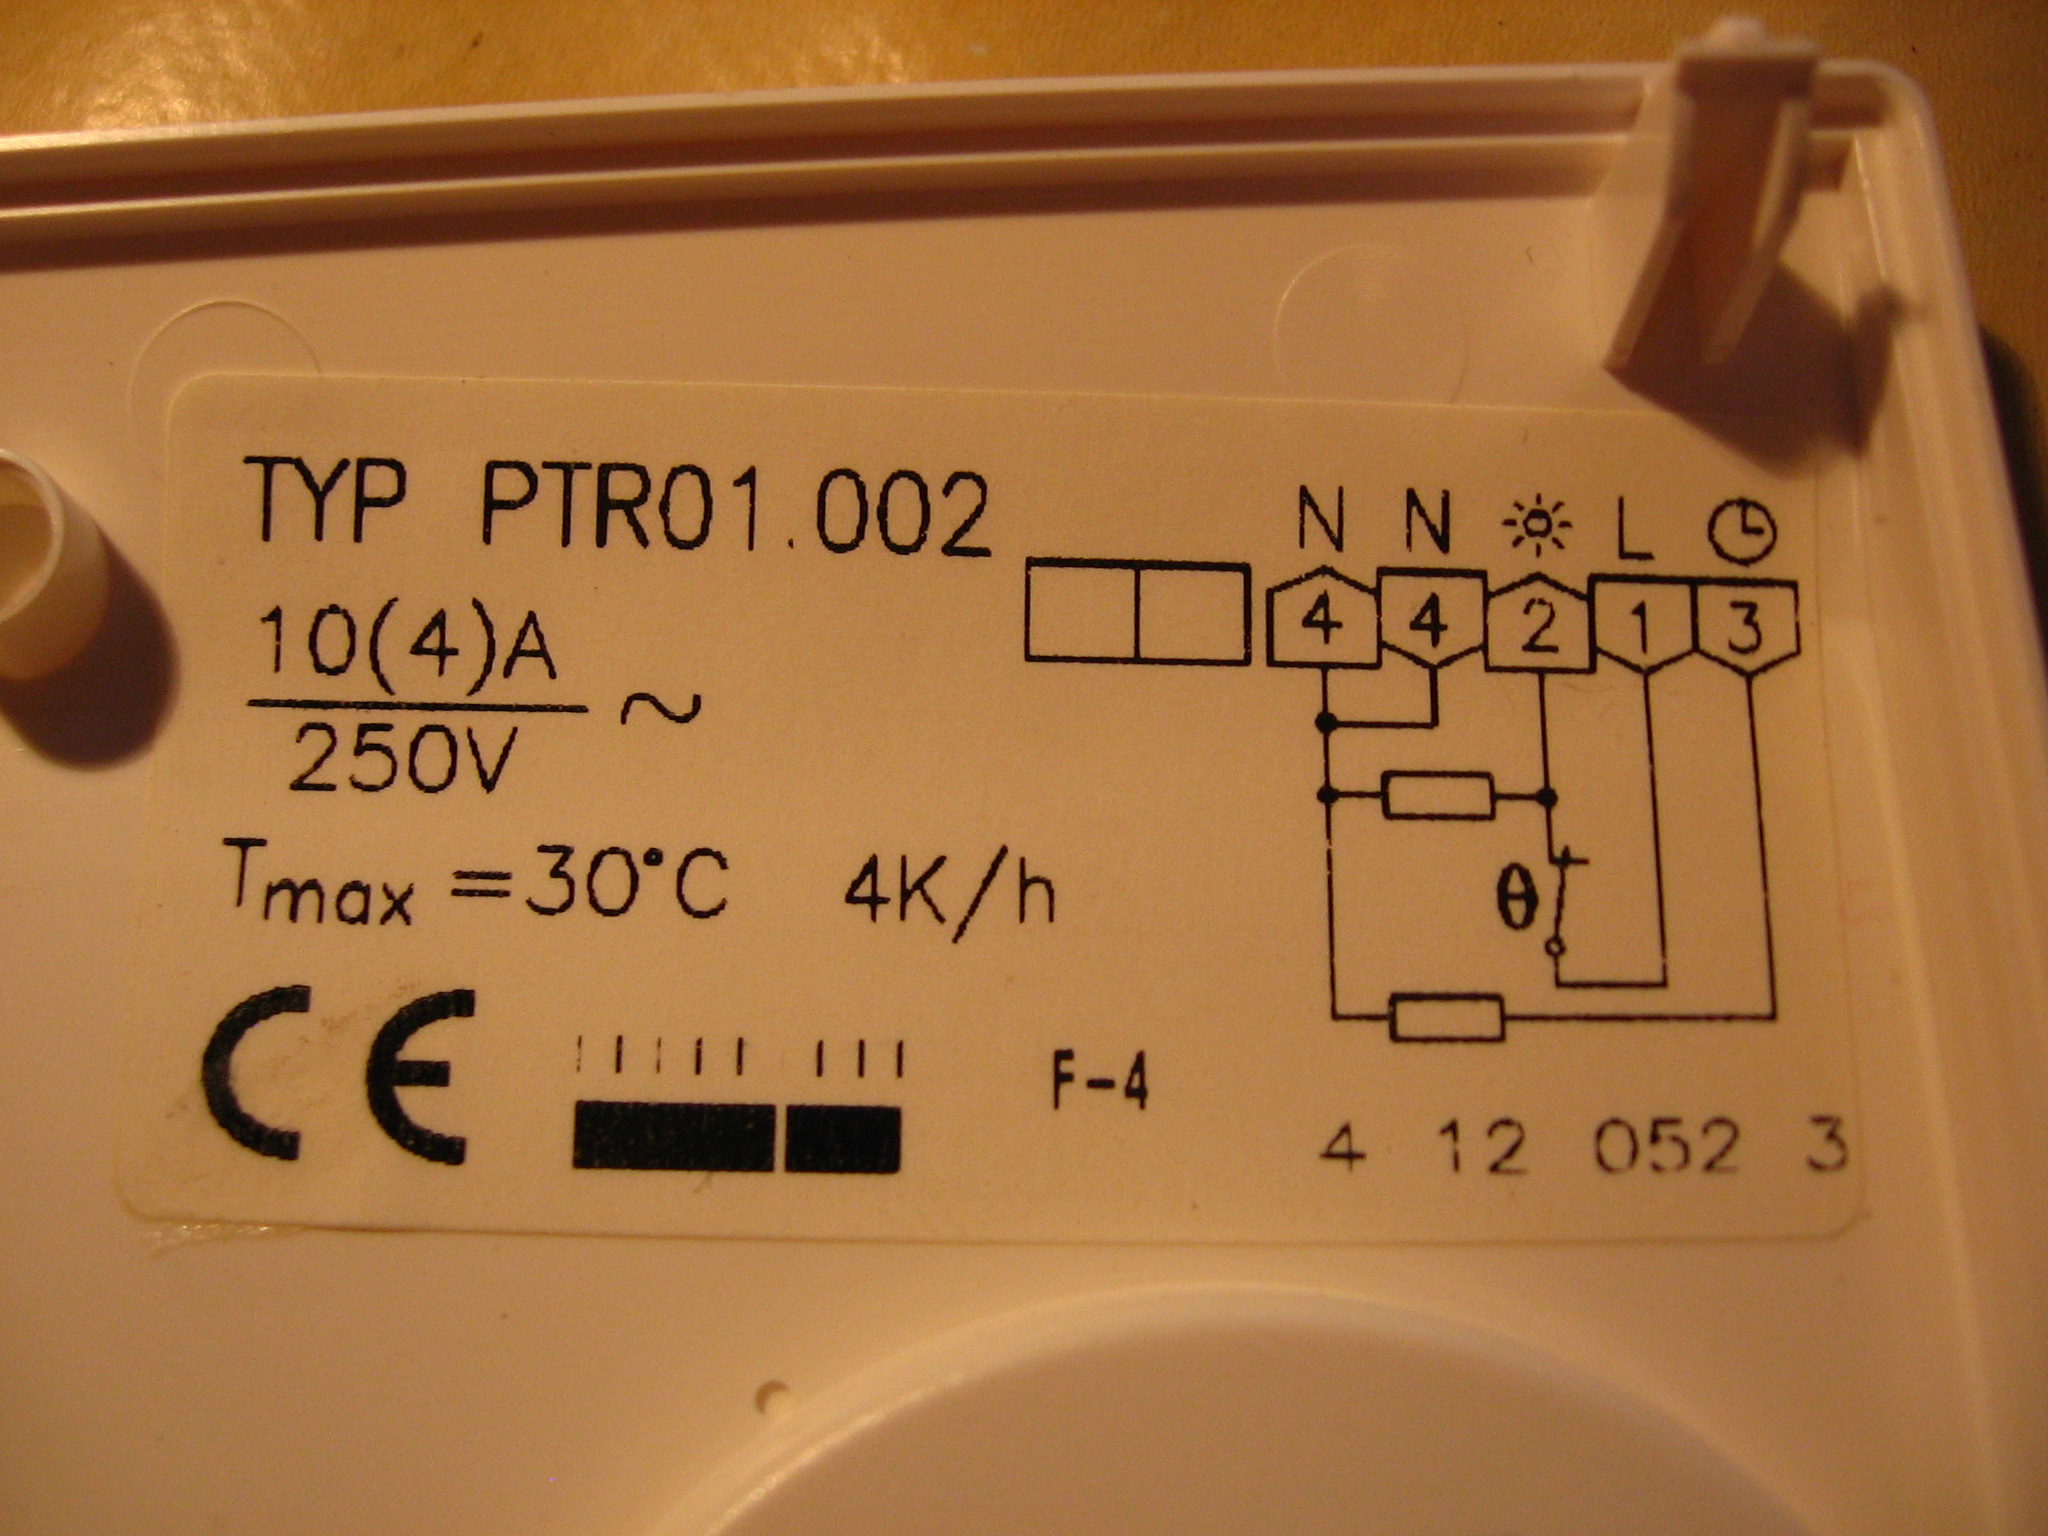 TYP PTR01.002
10(4)A
250V ~
Tmax =30°C 4K/h
CE
F-4
N N L
4 4 2 1 3
θ
4 12 052 3